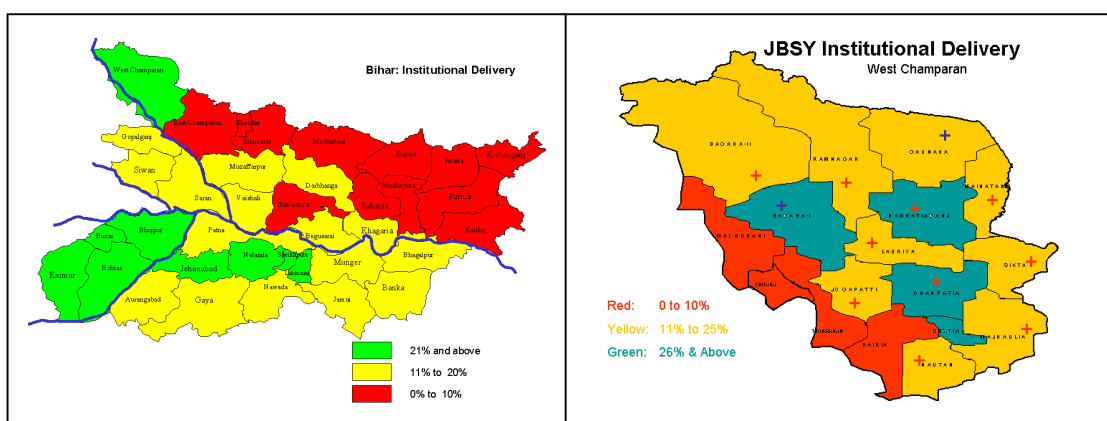 Bihar: Institutional Delivery
West Champaran
East Champaran
Sheohar
Sitamarhi
Madhubani
Supaul
Araria
Kishanganj
Gopalganj
Siwan
Muzaffarpur
Darbhanga
Madhepura
Purnia
Saran
Vaishali
Samastipur
Saharsa
Katihar
Buxar
Bhojpur
Patna
Begusarai
Khagaria
Kaimur
Rohtas
Jehanabad
Nalanda
Munger
Bhagalpur
Aurangabad
Gaya
Nawada
Jamui
Banka
21% and above
11% to 20%
0% to 10%
JBSY Institutional Delivery
West Champaran
BAGAHA-II
RAMNAGAR
GAUNAHA
MAINATAND
BAGAHA-I
NARKATIAGANJ
MADHUBANI
LAURIYA
SIKTA
JOGAPATTI
CHANPATIA
BETTIA
MAJHAULIA
BAIRIA
NAUTAN
Red: 0 to 10%
Yellow: 11% to 25%
Green: 26% & Above